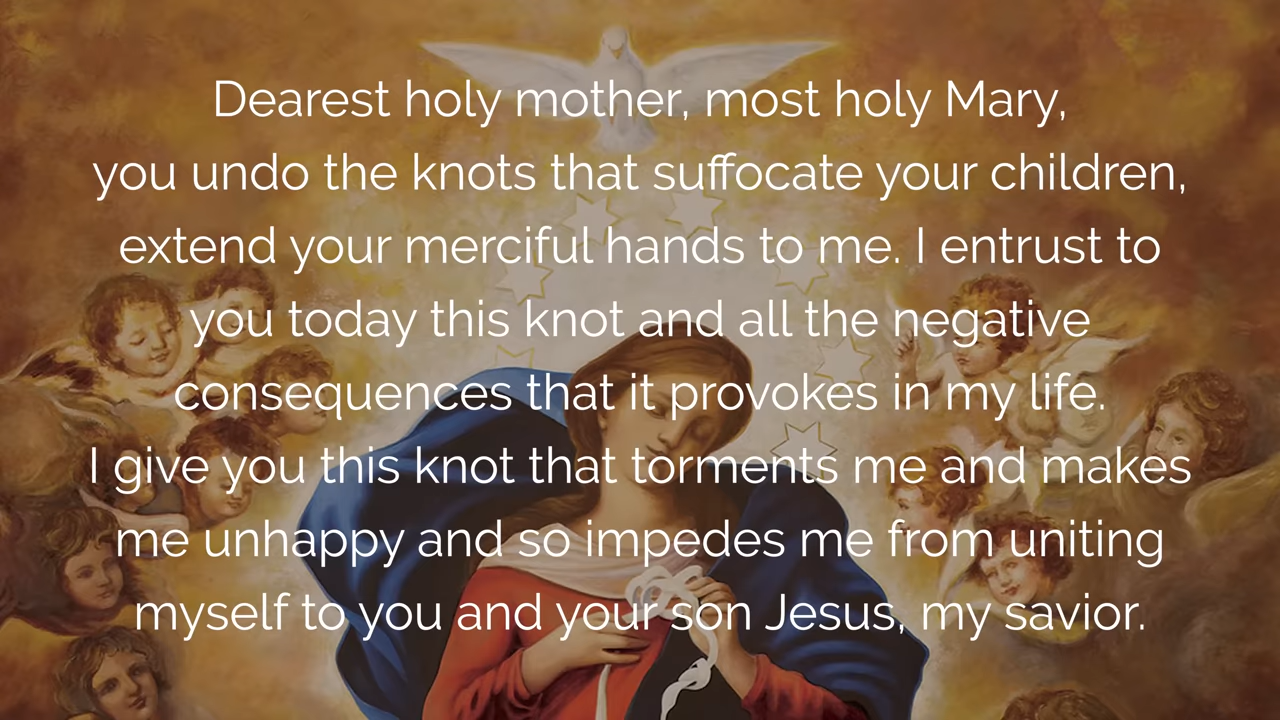 Dearest holy mother, most holy Mary,
you undo the knots that suffocate your children,
extend your merciful hands to me. I entrust to
you today this knot and all the negative
consequences that it provokes in my life.
I give you this knot that torments me and makes
me unhappy and so impedes me from uniting
myself to you and your son Jesus, my savior.